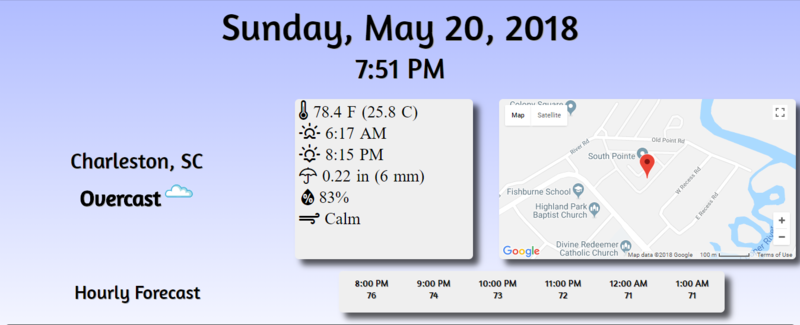 Sunday, May 20, 2018
7:51 PM
Charleston, SC
Overcast
78.4 F (25.8 C)
6:17 AM
8:15 PM
0.22 in (6 mm)
83%
Calm
Colony Square
Map Satellite
Old Point Rd
River Rd
South Pointe
W Recess Rd
E Recess Rd
Fishburne School
Highland Park
Baptist Church
Divine Redeemer
Catholic Church
Google
Map data ©2018 Google 100 m Terms of Use
+
−
Hourly Forecast
8:00 PM 9:00 PM 10:00 PM 11:00 PM 12:00 AM 1:00 AM
76 74 73 72 71 71